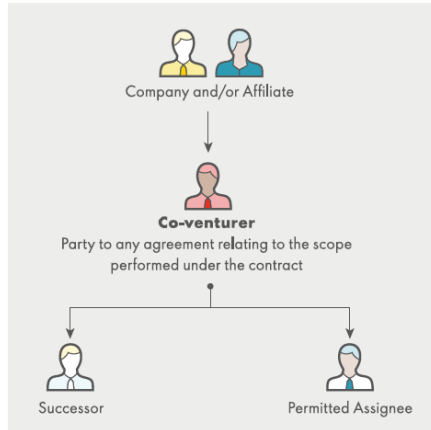 Company and/or Affiliate
Co-venturer
Party to any agreement relating to the scope
performed under the contract
Successor
Permitted Assignee